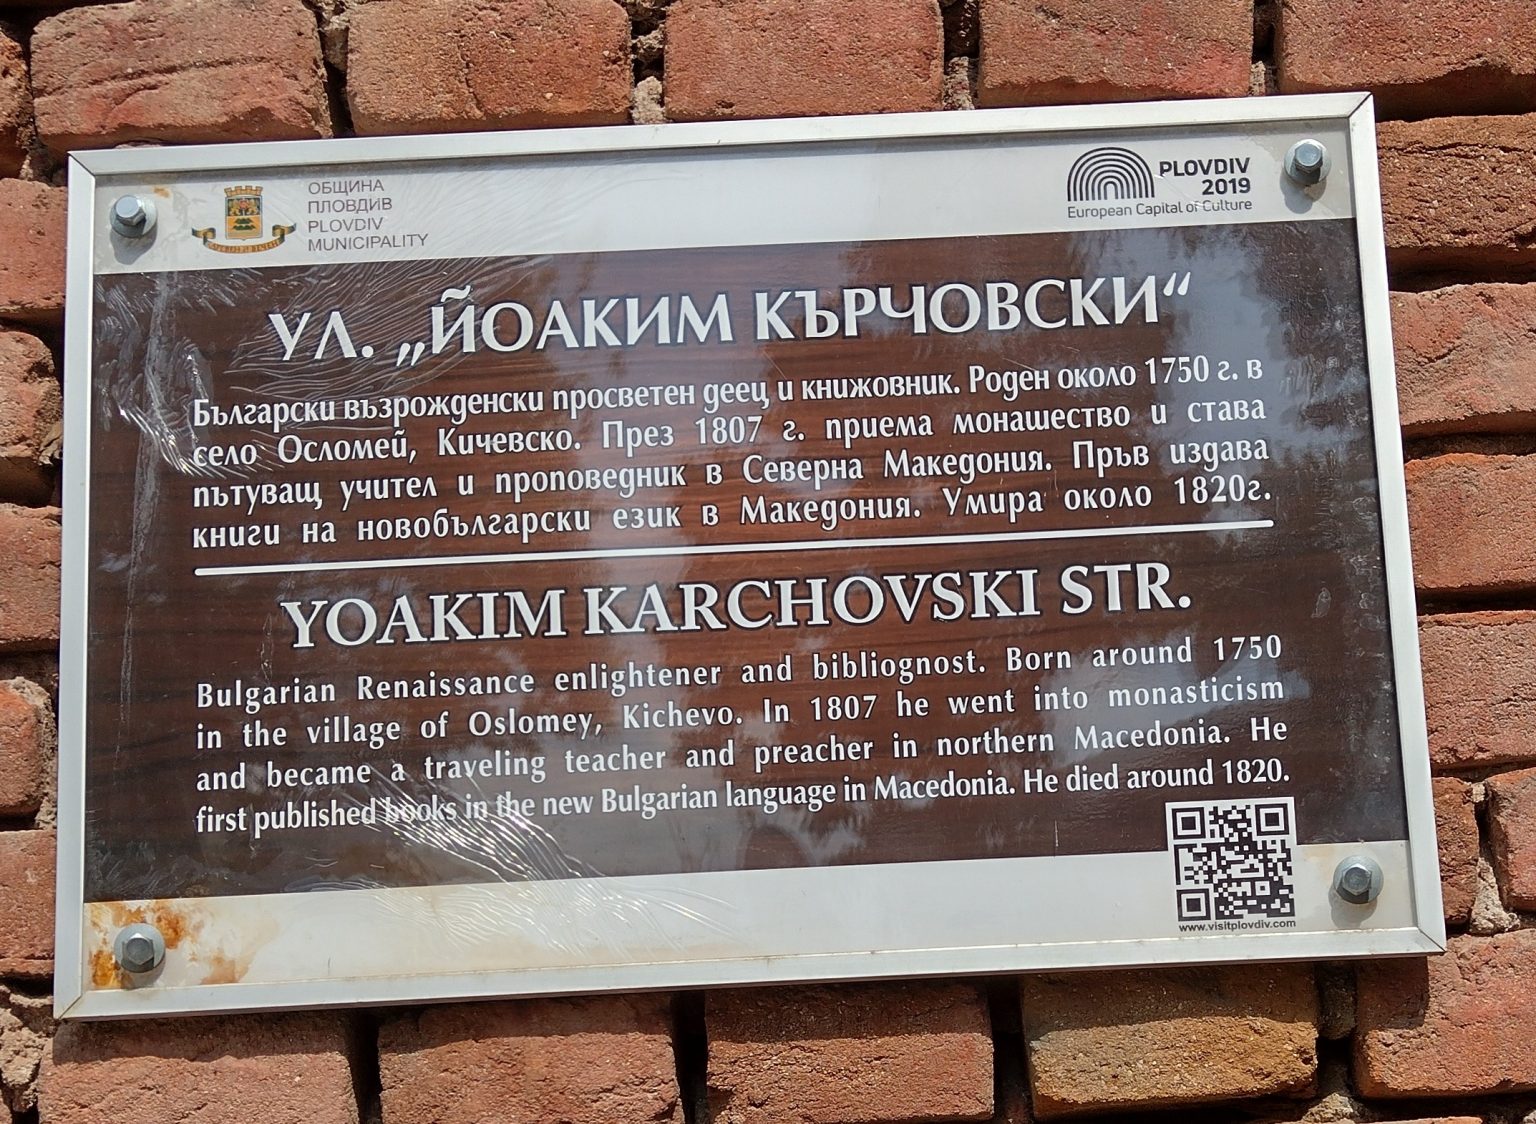 ОБЩИНА
ПЛОВДИВ
PLOVDIV
MUNICIPALITY
PLOVDIV
2019
European Capital of Culture
УЛ. „ЙОАКИМ КЪРЧОВСКИ“
Български възрожденски просветен деец и книжовник. Роден около 1750 г. в
село Осломей, Кичевско. През 1807 г. приема монашество и става
пътуващ учител и проповедник в Северна Македония. Пръв издава
книги на новобългарски език в Македония. Умира около 1820г.
YOAKIM KARCHOVSKI STR.
Bulgarian Renaissance enlightener and bibliognost. Born around 1750
in the village of Oslomey, Kichevo. In 1807 he went into monasticism
and became a traveling teacher and preacher in northern Macedonia. He
first published books in the new Bulgarian language in Macedonia. He died around 1820.
www.visitplovdiv.com